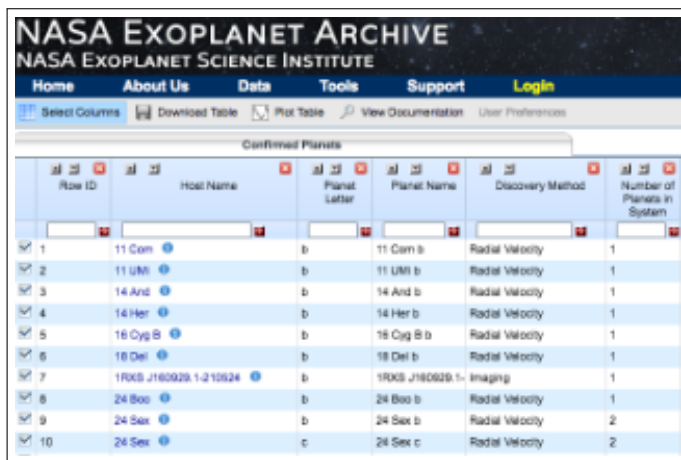 NASA EXOPLANET ARCHIVE
NASA EXOPLANET SCIENCE INSTITUTE
Home About Us Data Tools Support Login
Select Columns Download Table Plot Table View Documentation User Preferences
Confirmed Planets
Row ID Host Name Planet Letter Planet Name Discovery Method Number of Planets in System
1 11 Com b 11 Com b Radial Velocity 1
2 11 UMi b 11 UMi b Radial Velocity 1
3 14 And b 14 And b Radial Velocity 1
4 14 Her b 14 Her b Radial Velocity 1
5 16 Cyg B b 16 Cyg B b Radial Velocity 1
6 18 Del b 18 Del b Radial Velocity 1
7 1RXS J160929.1-210524 b 1RXS J160929.1- Imaging 1
8 24 Boo b 24 Boo b Radial Velocity 1
9 24 Sex b 24 Sex b Radial Velocity 2
10 24 Sex c 24 Sex c Radial Velocity 2